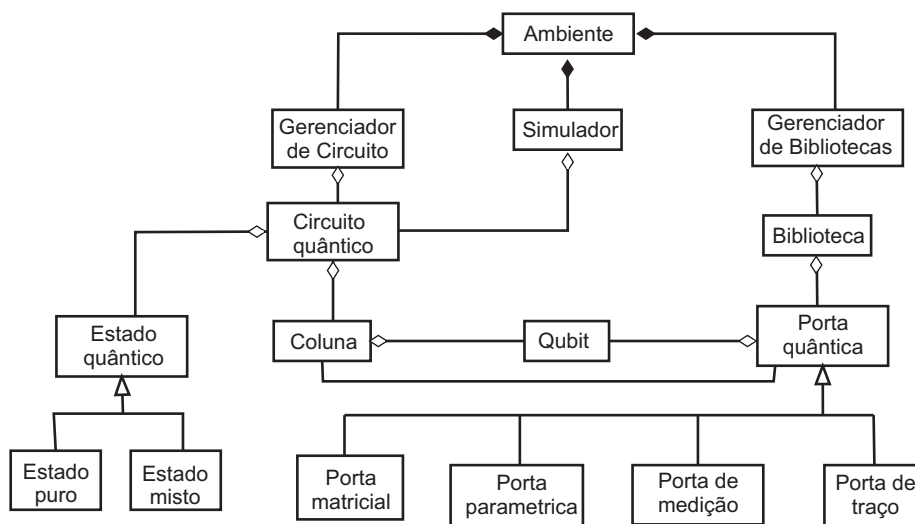 Ambiente
Gerenciador
de Circuito
Simulador
Gerenciador
de Bibliotecas
Circuito
quântico
Biblioteca
Estado
quântico
Coluna
Qubit
Porta
quântica
Estado
puro
Estado
misto
Porta
matricial
Porta
parametrica
Porta de
medição
Porta de
traço